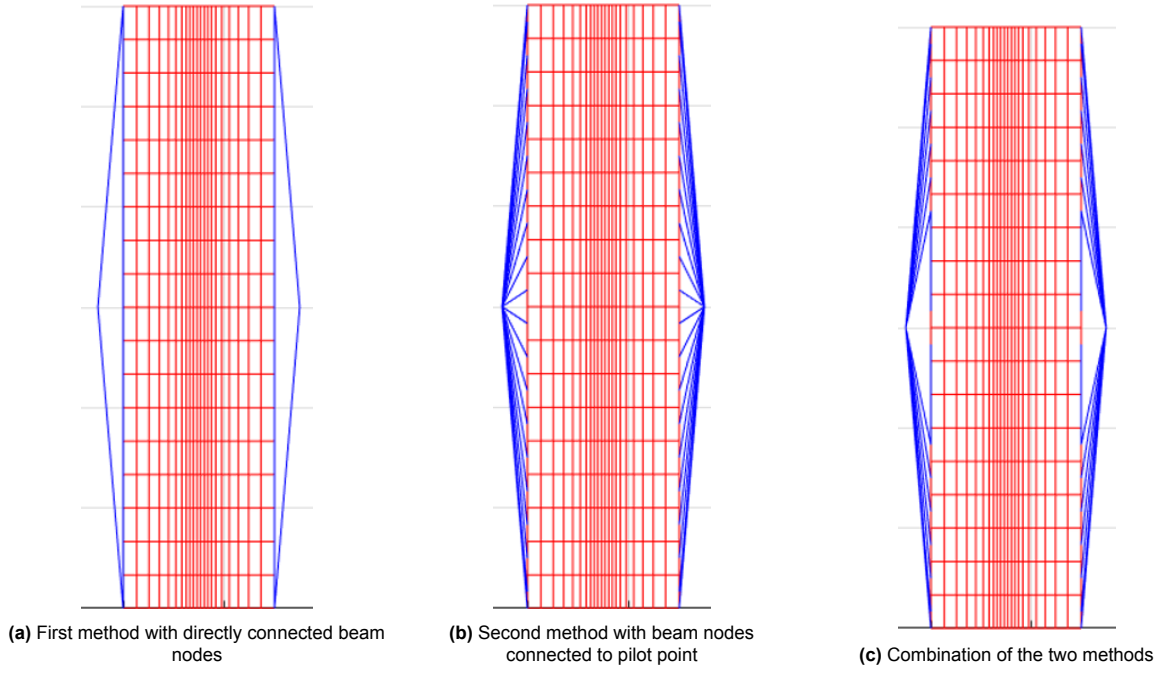 (a) First method with directly connected beam
nodes
(b) Second method with beam nodes
connected to pilot point
(c) Combination of the two methods